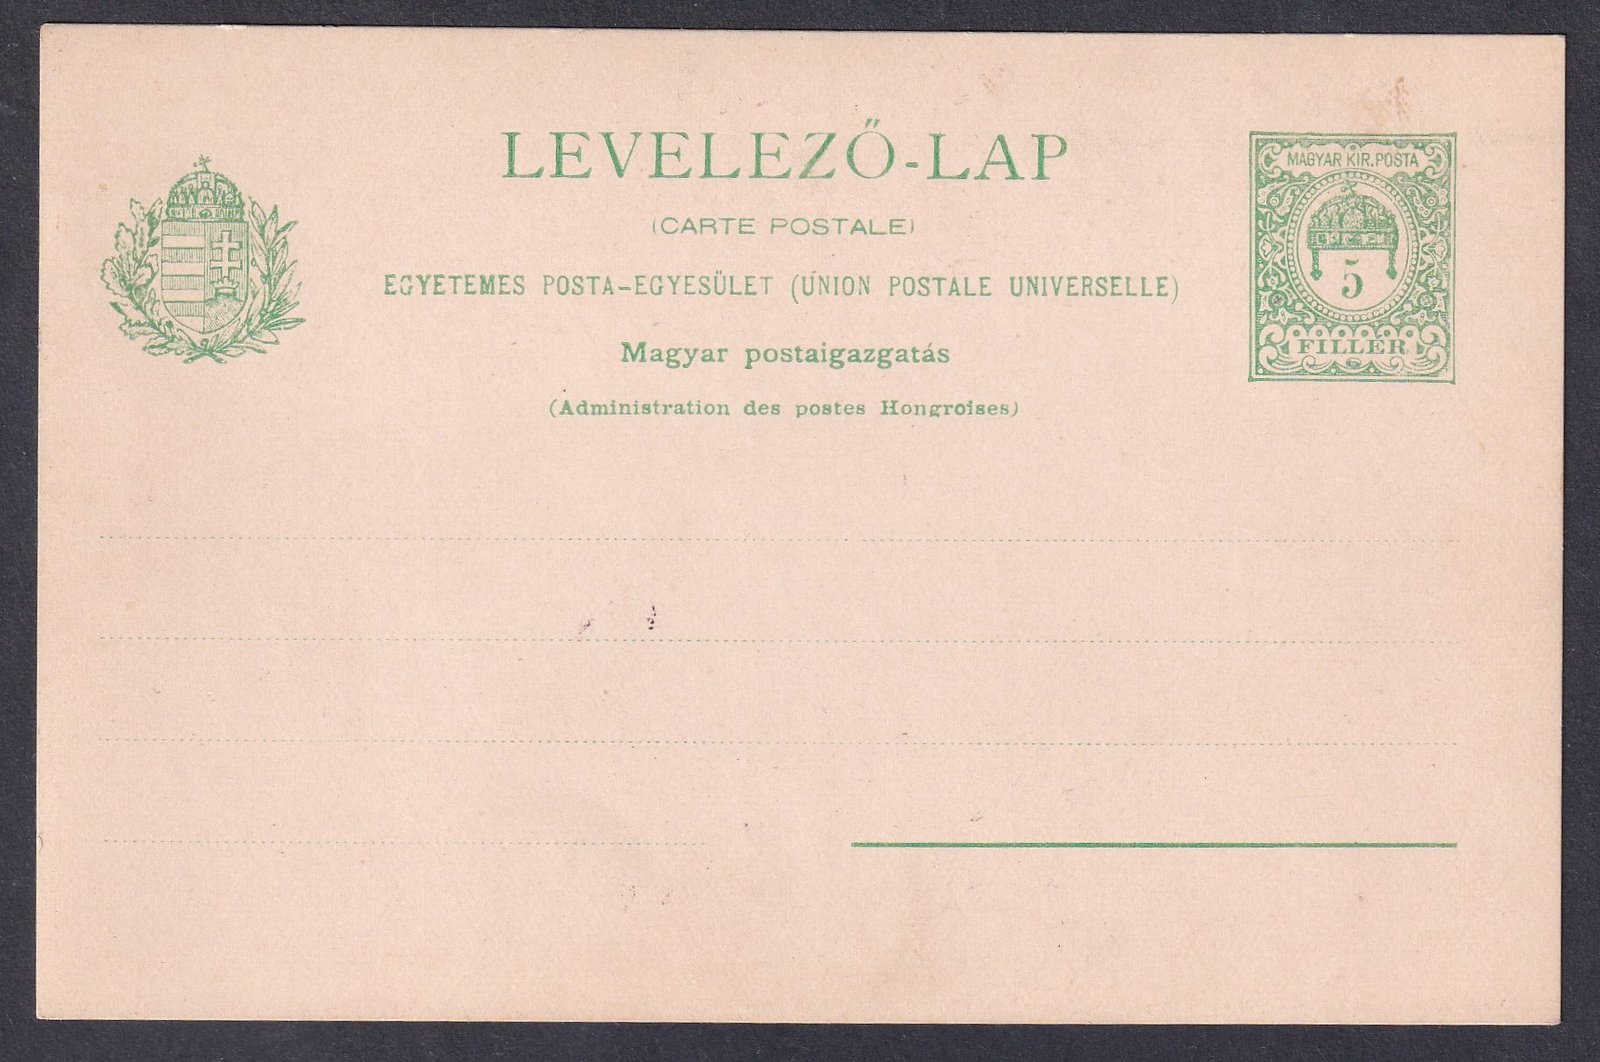 LEVELEZŐ-LAP
(CARTE POSTALE)
EGYETEMES POSTA-EGYESÜLET (UNION POSTALE UNIVERSELLE)
Magyar postaigazgatás
(Administration des postes Hongroises)
MAGYAR KIR. POSTA
5
FILLÉR